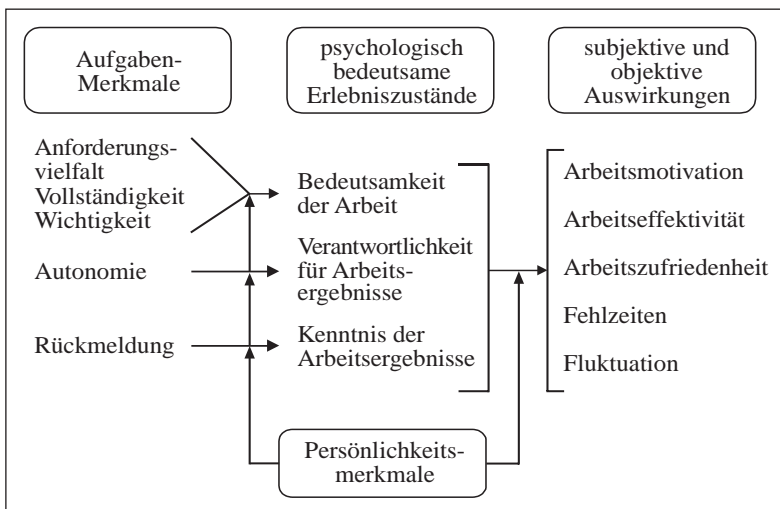 Aufgaben-
Merkmale
psychologisch
bedeutsame
Erlebniszustände
subjektive und
objektive
Auswirkungen
Anforderungs-
vielfalt
Vollständigkeit
Wichtigkeit
Autonomie
Rückmeldung
Bedeutsamkeit
der Arbeit
Verantwortlichkeit
für Arbeits-
ergebnisse
Kenntnis der
Arbeitsergebnisse
Arbeitsmotivation
Arbeitseffektivität
Arbeitszufriedenheit
Fehlzeiten
Fluktuation
Persönlichkeits-
merkmale